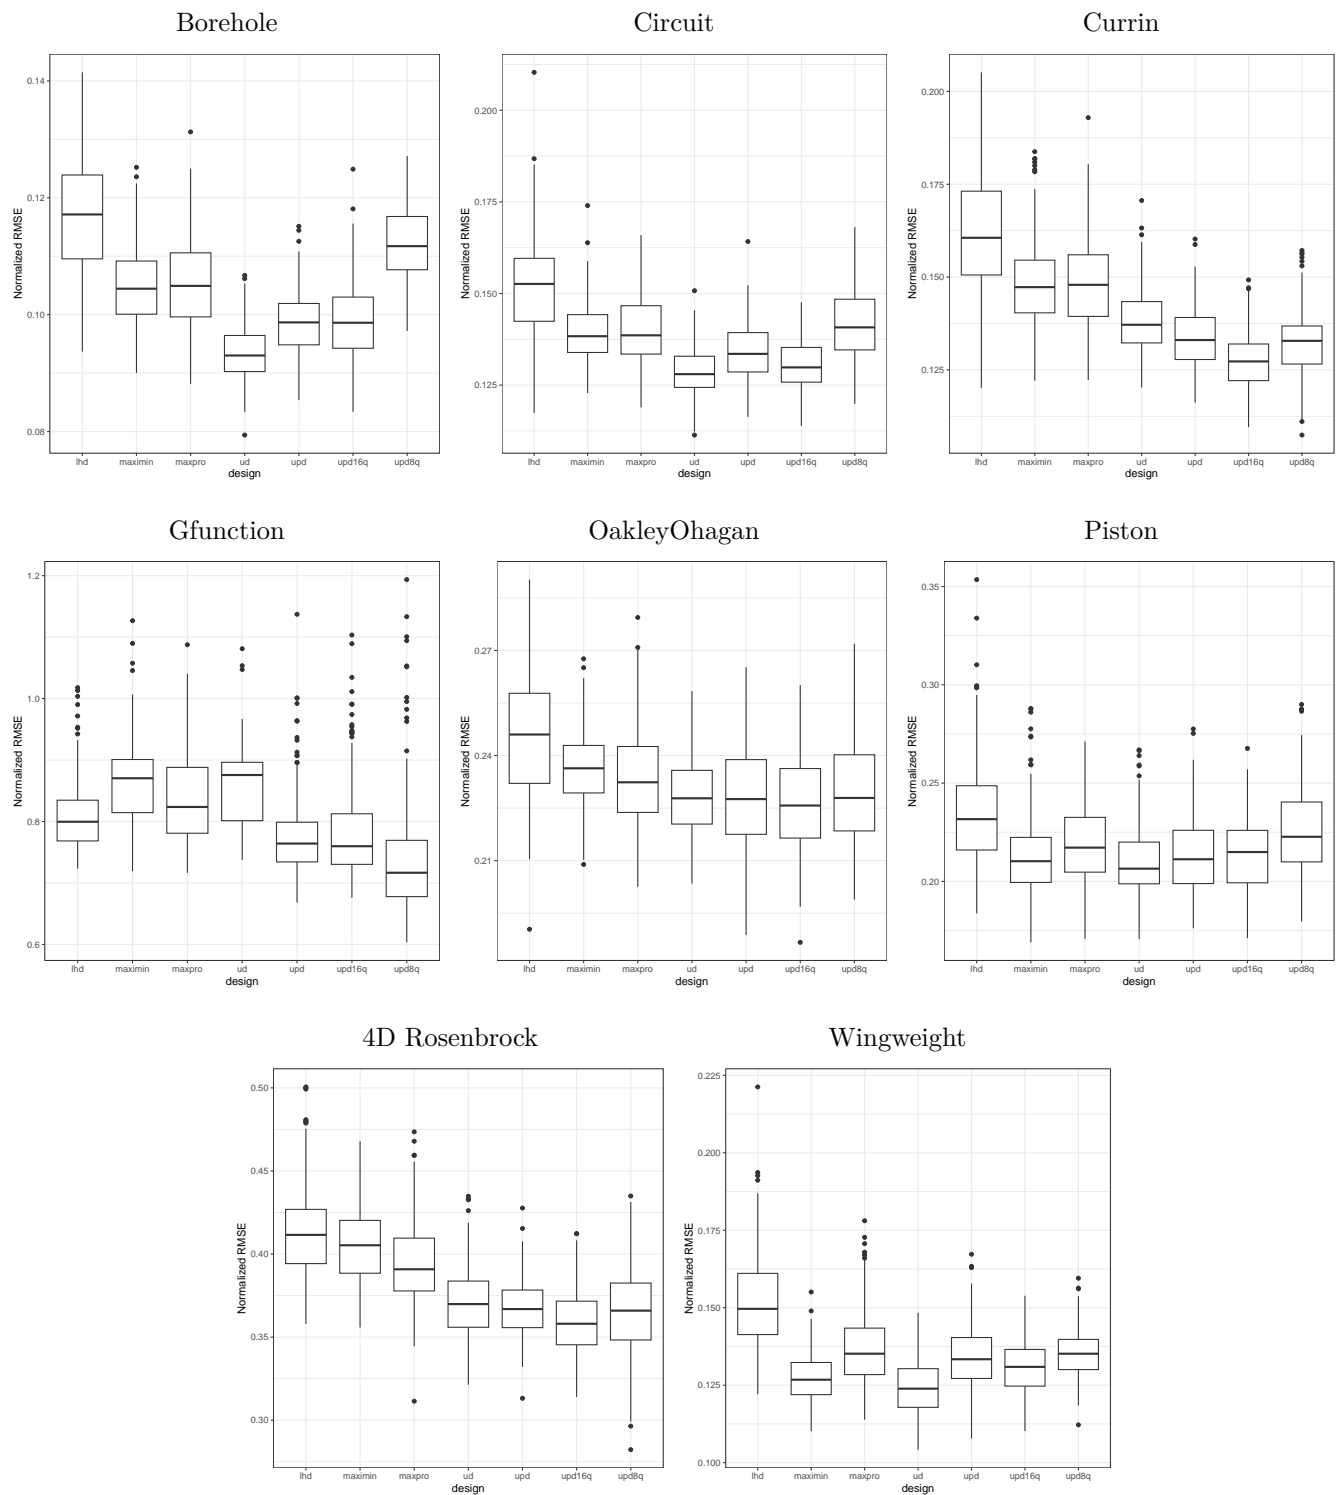 Borehole
Circuit
Currin
Normalized RMSE
0.14
0.12
0.10
0.08
lhd maximin maxpro ud upd upd16q upd8q
design
Normalized RMSE
0.200
0.175
0.150
0.125
lhd maximin maxpro ud upd upd16q upd8q
design
Normalized RMSE
0.200
0.175
0.150
0.125
lhd maximin maxpro ud upd upd16q upd8q
design
Gfunction
OakleyOhagan
Piston
Normalized RMSE
1.2
1.0
0.8
0.6
lhd maximin maxpro ud upd upd16q upd8q
design
Normalized RMSE
0.27
0.24
0.21
lhd maximin maxpro ud upd upd16q upd8q
design
Normalized RMSE
0.35
0.30
0.25
0.20
lhd maximin maxpro ud upd upd16q upd8q
design
4D Rosenbrock
Wingweight
Normalized RMSE
0.50
0.45
0.40
0.35
0.30
lhd maximin maxpro ud upd upd16q upd8q
design
Normalized RMSE
0.225
0.200
0.175
0.150
0.125
0.100
lhd maximin maxpro ud upd upd16q upd8q
design